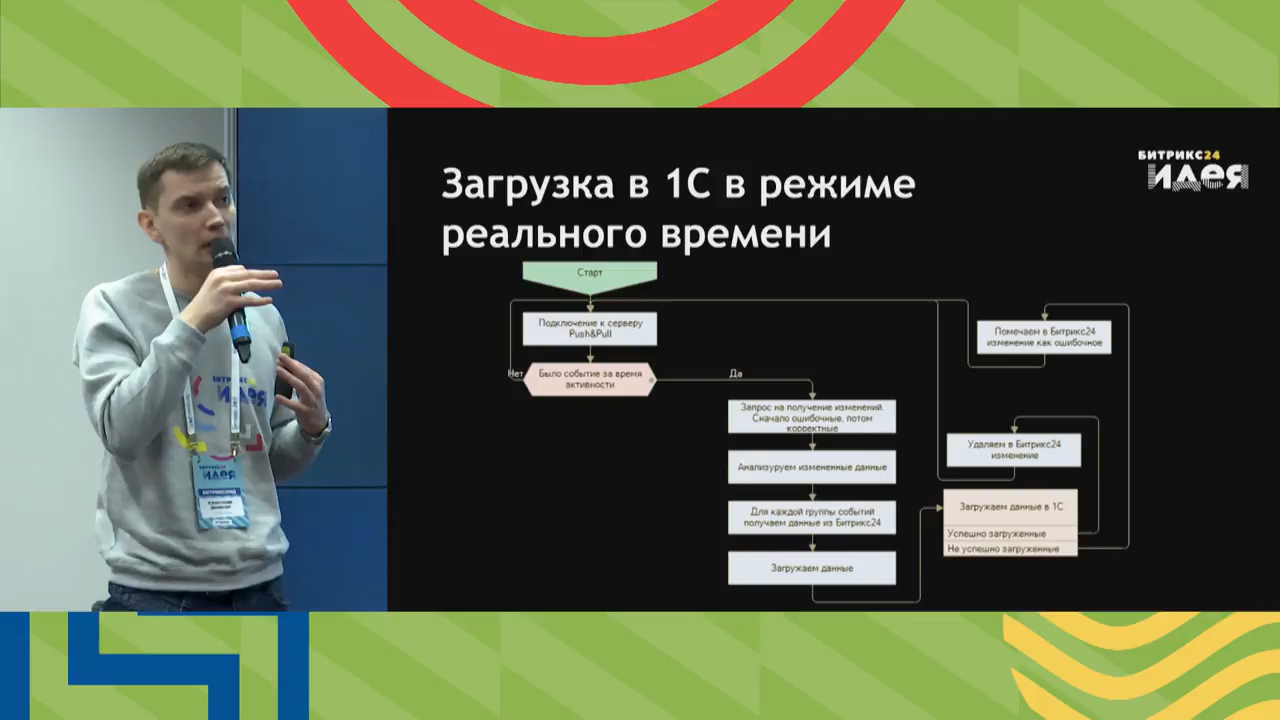 Загрузка в 1С в режиме
реального времени
БИТРИКС24
идея
Старт
Подключение к серверу
Push&Pull
Нет
Было событие за время
активности
Да
Запрос на получение изменений.
Сначало ошибочные, потом
корректные
Анализуруем измененные данные
Для каждой группы событий
получаем данные из Битрикс24
Загружаем данные
Помечаем в Битрикс24
изменение как ошибочное
Удаляем в Битрикс24
изменение
Загружаем данные в 1С
Успешно загруженные
Не успешно загруженные
БИТРИКС
идея
БИТРИКС24
идея